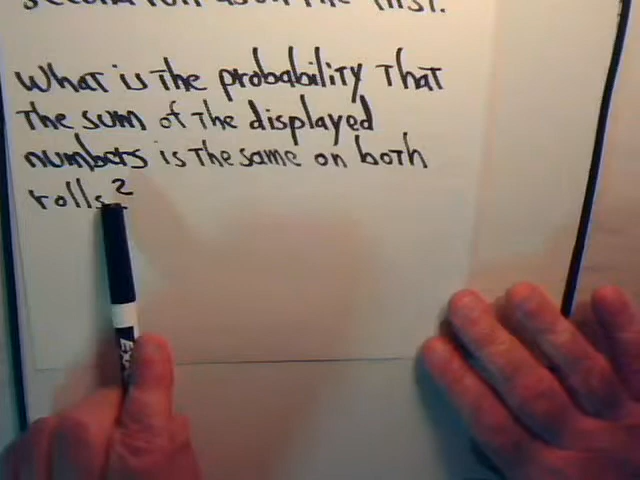 What is the probability that
the sum of the displayed
numbers is the same on both
rolls?